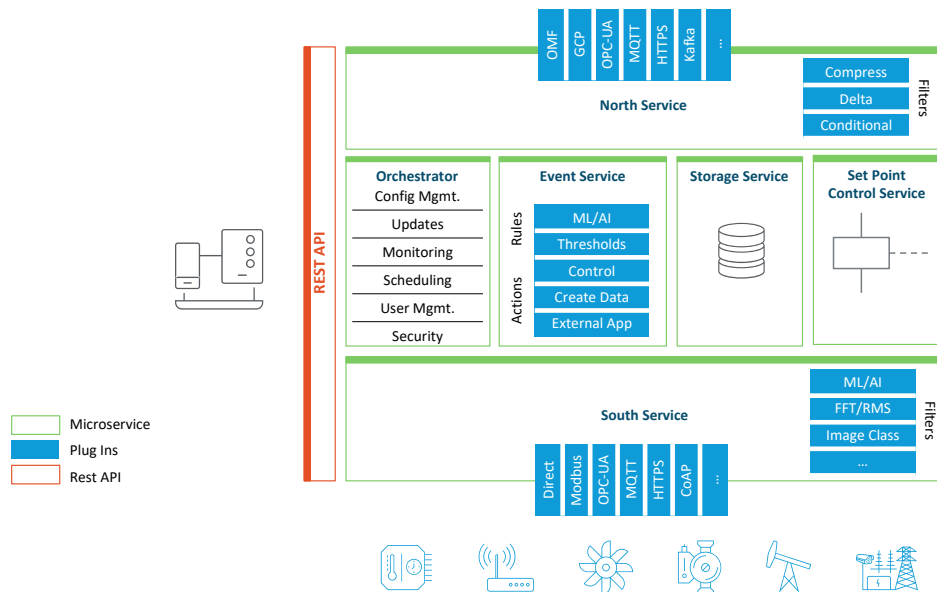 OMF
GCP
OPC-UA
MQTT
HTTPS
Kafka
...
North Service
Compress
Delta
Conditional
Filters
REST API
Orchestrator
Config Mgmt.
Updates
Monitoring
Scheduling
User Mgmt.
Security
Event Service
Rules
ML/AI
Thresholds
Actions
Control
Create Data
External App
Storage Service
Set Point
Control Service
South Service
ML/AI
FFT/RMS
Image Class
...
Filters
Direct
Modbus
OPC-UA
MQTT
HTTPS
CoAP
...
Microservice
Plug Ins
Rest API